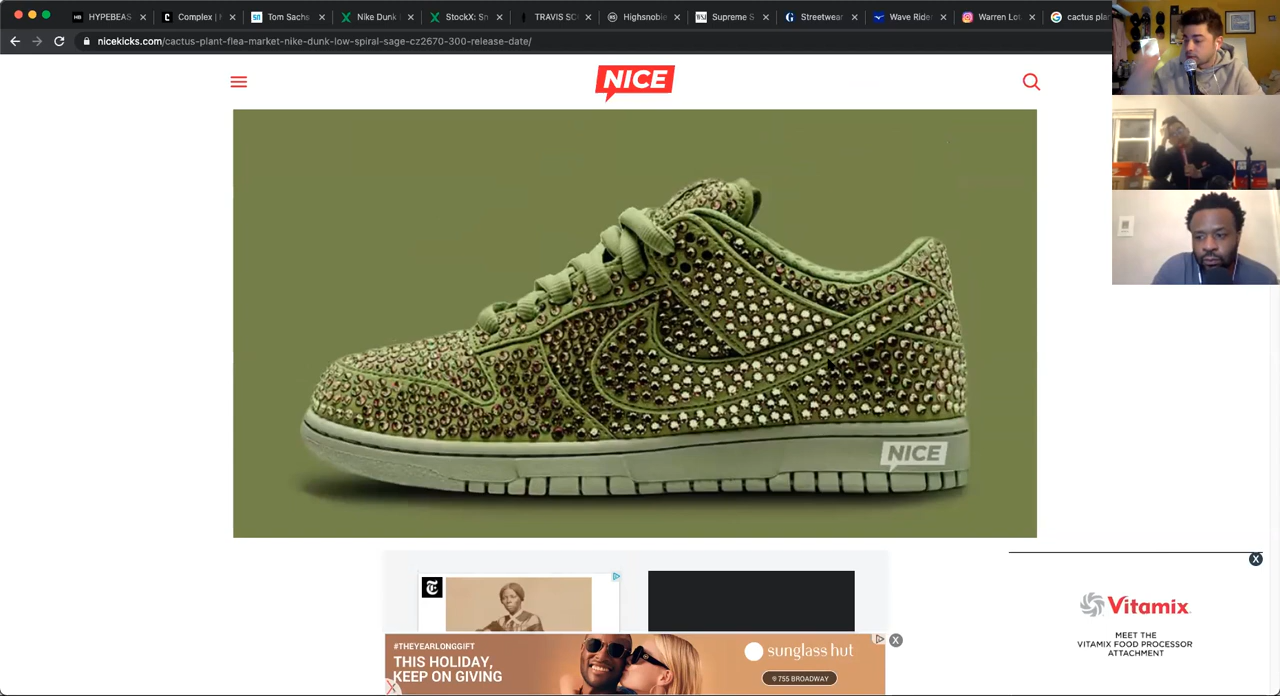 HYPEBEAS
Complex |
Tom Sachs
Nike Dunk
StockX: Sn
TRAVIS SC
Highsnobie
Supreme S
Streetwear
Wave Ride
Warren Lot
cactus plan
nicekicks.com/cactus-plant-flea-market-nike-dunk-low-spiral-sage-cz2670-300-release-date/
NICE
NICE
Vitamix
MEET THE
VITAMIX FOOD PROCESSOR
ATTACHMENT
#THEYEARLONGGIFT
THIS HOLIDAY,
KEEP ON GIVING
sunglass hut
755 BROADWAY